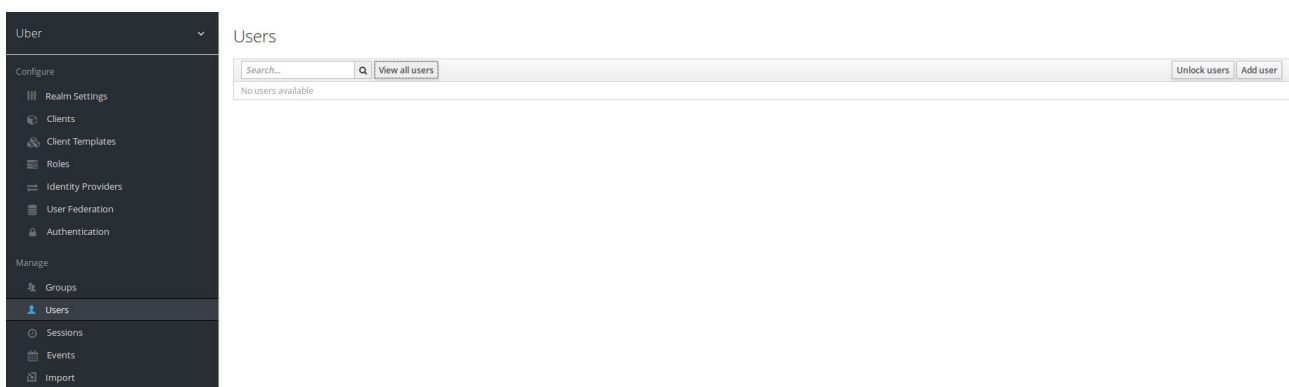 Uber
Configure
Realm Settings
Clients
Client Templates
Roles
Identity Providers
User Federation
Authentication
Manage
Groups
Users
Sessions
Events
Import
Users
Search...
View all users
Unlock users
Add user
No users available